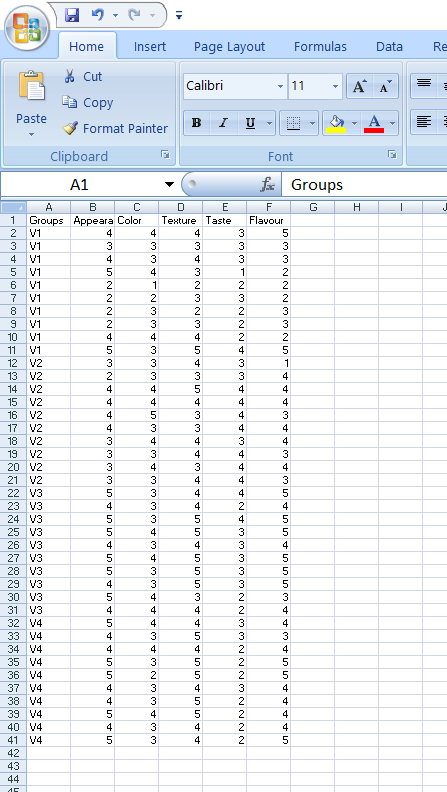 Home Insert Page Layout Formulas Data Re
Cut
Copy
Format Painter
Paste
Calibri 11 A A
B I U A
Clipboard Font
A1 fx Groups
A B C D E F G H I J
1 Groups Appeara Color Texture Taste Flavour
2 V1 4 4 4 3 5
3 V1 3 3 3 3 3
4 V1 4 3 4 3 3
5 V1 5 4 3 1 2
6 V1 2 1 2 2 2
7 V1 2 2 3 3 2
8 V1 2 3 2 2 3
9 V1 2 3 3 2 3
10 V1 4 4 4 2 2
11 V1 5 3 5 4 5
12 V2 3 3 4 3 1
13 V2 2 3 3 3 4
14 V2 4 4 5 4 4
15 V2 4 4 4 4 4
16 V2 4 5 3 4 3
17 V2 4 3 3 4 4
18 V2 3 4 4 3 4
19 V2 3 3 4 4 3
20 V2 3 4 3 4 4
21 V2 3 3 4 4 3
22 V3 5 3 4 4 5
23 V3 4 3 4 2 4
24 V3 5 3 5 4 5
25 V3 5 4 5 3 5
26 V3 4 3 4 3 4
27 V3 5 4 5 3 5
28 V3 5 3 5 3 5
29 V3 4 3 5 3 5
30 V3 5 4 3 2 3
31 V3 4 4 4 2 4
32 V4 5 4 4 3 4
33 V4 4 3 5 3 3
34 V4 4 4 4 2 4
35 V4 5 3 5 2 5
36 V4 5 2 5 2 5
37 V4 4 3 4 3 4
38 V4 4 3 5 2 4
39 V4 5 4 5 2 5
40 V4 4 3 4 2 4
41 V4 5 3 4 2 5
42
43
44
45